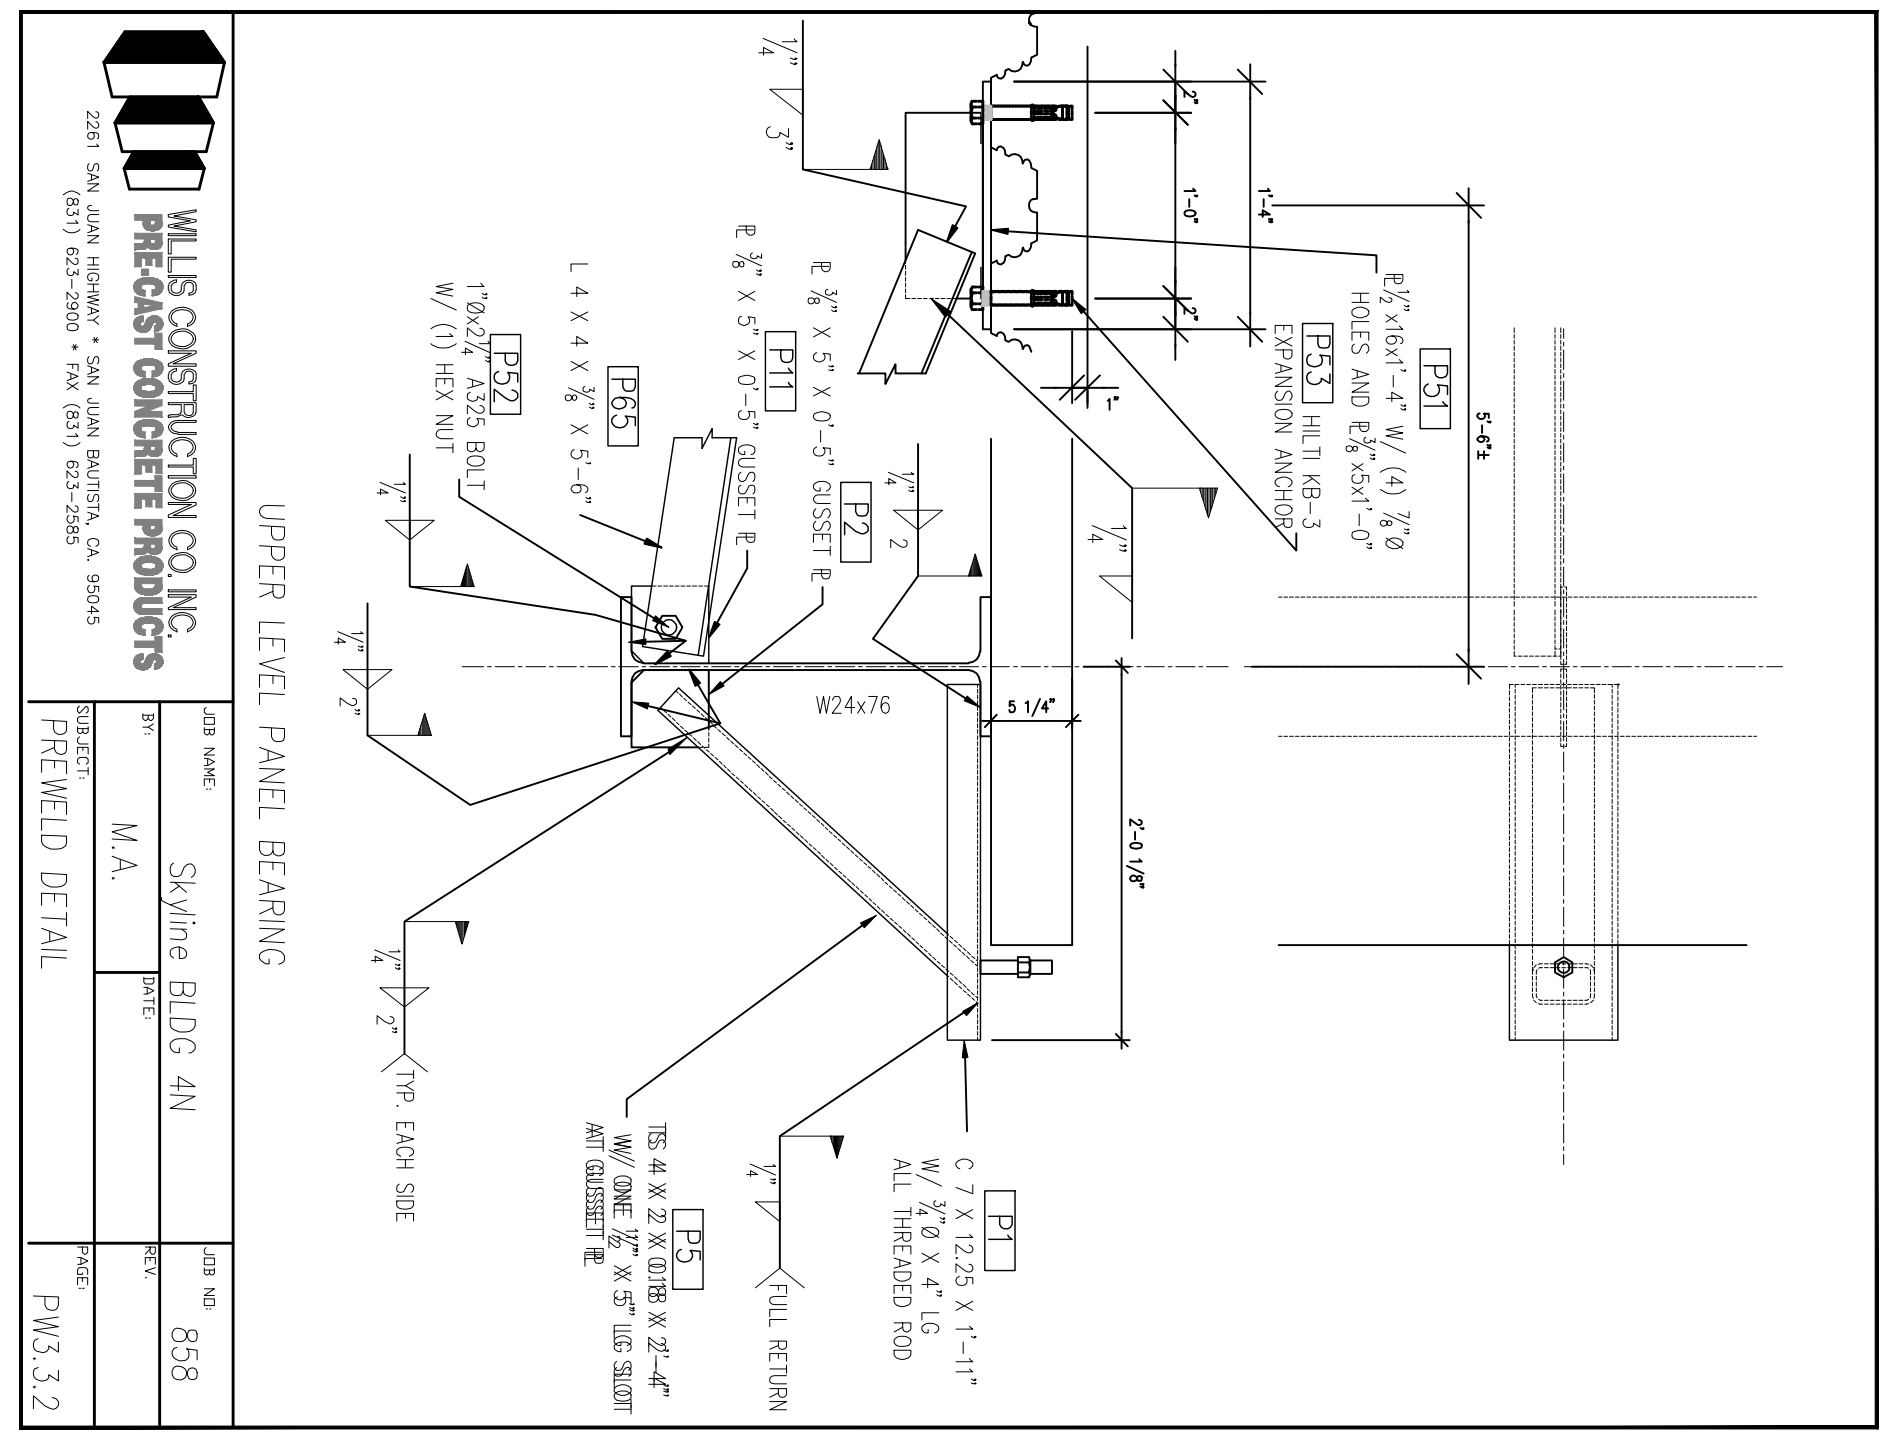 5'-6"±
P51
℄ 1/2" x16x1'-4" W/ (4) 7/8"Ø
HOLES AND ℄ 3/8" x5x1'-0"
P53 HILTI KB-3
EXPANSION ANCHOR
1'-4"
2"
1'-0"
2"
1"
1/4"
3"
1/4"
2'-0 1/8"
5 1/4"
W24x76
1/4"
2
P2
℄ 3/8" X 5" X 0'-5" GUSSET ℄
P11
℄ 3/8" X 5" X 0'-5" GUSSET ℄
P65
L 4 X 4 X 3/8" X 5'-6"
P52
1"Øx2 1/4" A325 BOLT
W/ (1) HEX NUT
1/4"
1/4"
2"
1/4"
2"
TYP. EACH SIDE
P1
C 7 X 12.25 X 1'-11"
W/ 3/4"Ø X 4" LG
ALL THREADED ROD
1/4"
FULL RETURN
P5
TS 4 X 2 X 0.188 X 2'-4"
W/ ONE 1/2" X 5" LG SLOT
AT GUSSET ℄
UPPER LEVEL PANEL BEARING
WILLIS CONSTRUCTION CO. INC.
PRE-CAST CONCRETE PRODUCTS
2261 SAN JUAN HIGHWAY * SAN JUAN BAUTISTA, CA. 95045
(831) 623-2900 * FAX (831) 623-2585
JOB NAME:
Skyline BLDG 4N
JOB NO:
858
BY:
M.A.
DATE:
REV.
SUBJECT:
PREWELD DETAIL
PAGE:
PW3.3.2